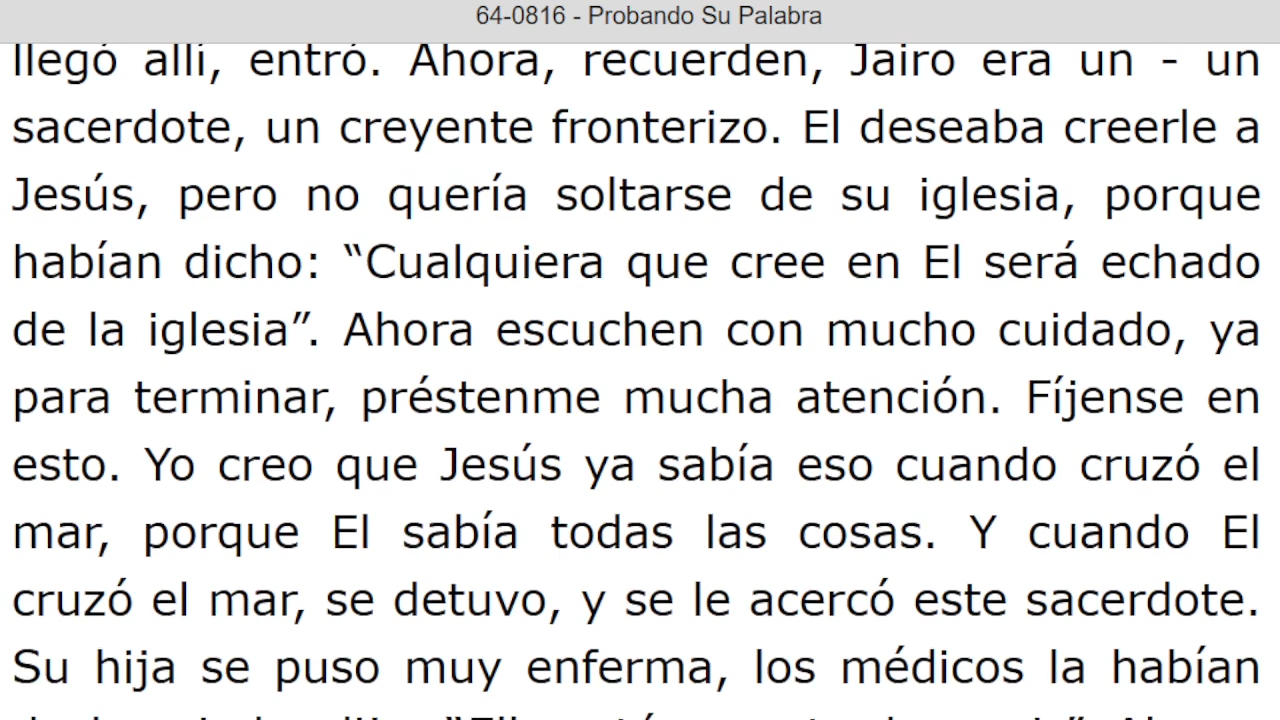 64-0816 - Probando Su Palabra
llegó allí, entró. Ahora, recuerden, Jairo era un - un
sacerdote, un creyente fronterizo. El deseaba creerle a
Jesús, pero no quería soltarse de su iglesia, porque
habían dicho: “Cualquiera que cree en El será echado
de la iglesia”. Ahora escuchen con mucho cuidado, ya
para terminar, préstenme mucha atención. Fíjense en
esto. Yo creo que Jesús ya sabía eso cuando cruzó el
mar, porque El sabía todas las cosas. Y cuando El
cruzó el mar, se detuvo, y se le acercó este sacerdote.
Su hija se puso muy enferma, los médicos la habían